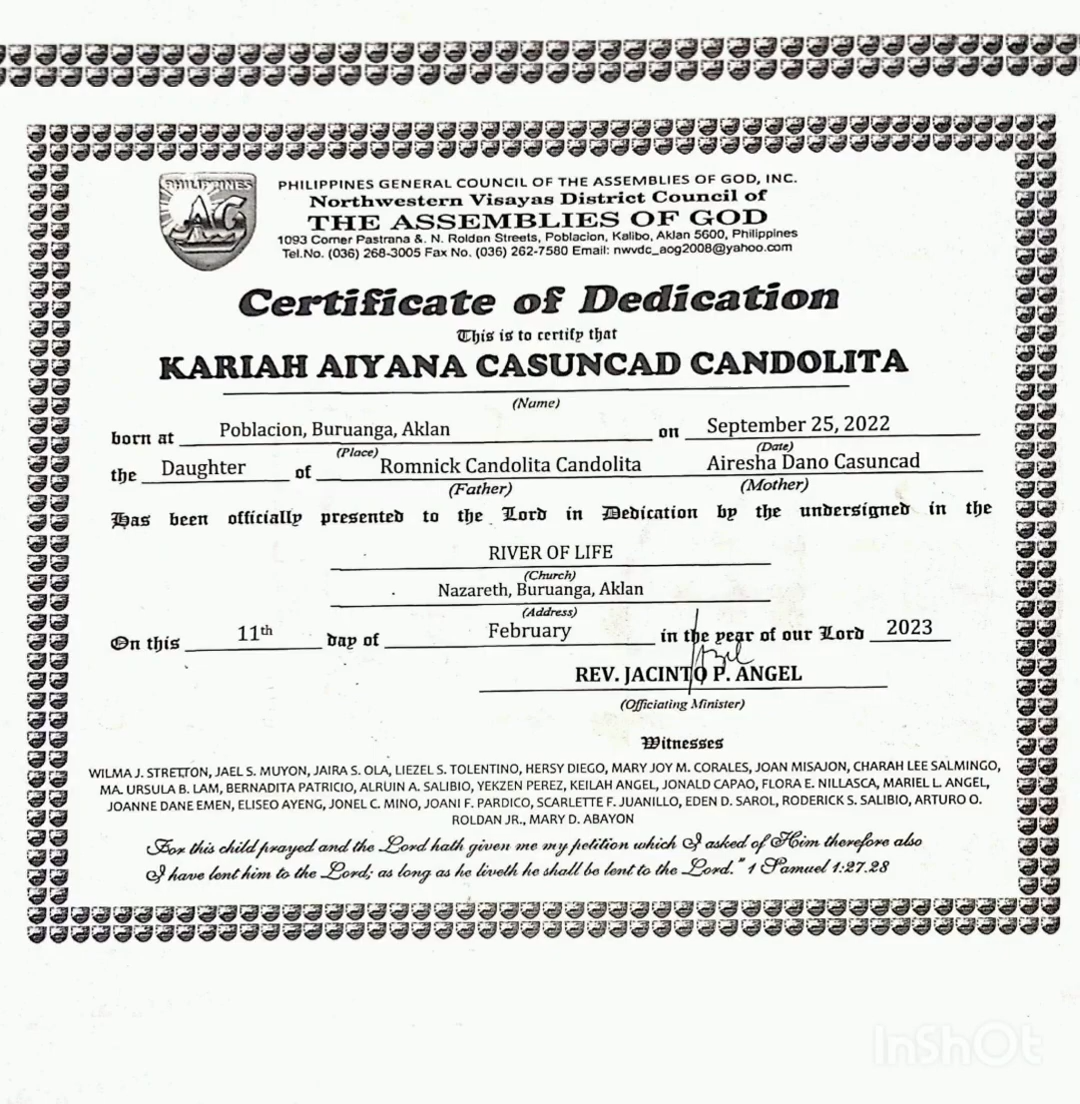 PHILIPPINES
AG
PHILIPPINES GENERAL COUNCIL OF THE ASSEMBLIES OF GOD, INC.
Northwestern Visayas District Council of
THE ASSEMBLIES OF GOD
1093 Corner Pastrana &. N. Roldan Streets, Poblacion, Kalibo, Aklan 5600, Philippines
Tel.No. (036) 268-3005 Fax No. (036) 262-7580 Email: nwvdc_aog2008@yahoo.com
Certificate of Dedication
This is to certify that
KARIAH AIYANA CASUNCAD CANDOLITA
(Name)
born at Poblacion, Buruanga, Aklan on September 25, 2022
(Place) (Date)
the Daughter of Romnick Candolita Candolita Airesha Dano Casuncad
(Father) (Mother)
Has been officially presented to the Lord in Dedication by the undersigned in the
RIVER OF LIFE
(Church)
Nazareth, Buruanga, Aklan
(Address)
On this 11th day of February in the year of our Lord 2023
REV. JACINTO P. ANGEL
(Officiating Minister)
Witnesses
WILMA J. STRETTON, JAEL S. MUYON, JAIRA S. OLA, LIEZEL S. TOLENTINO, HERSY DIEGO, MARY JOY M. CORALES, JOAN MISAJON, CHARAH LEE SALMINGO,
MA. URSULA B. LAM, BERNADITA PATRICIO, ALRUIN A. SALIBIO, YEKZEN PEREZ, KEILAH ANGEL, JONALD CAPAO, FLORA E. NILLASCA, MARIEL L. ANGEL,
JOANNE DANE EMEN, ELISEO AYENG, JONEL C. MINO, JOANI F. PARDICO, SCARLETTE F. JUANILLO, EDEN D. SAROL, RODERICK S. SALIBIO, ARTURO O.
ROLDAN JR., MARY D. ABAYON
For this child prayed and the Lord hath given me my petition which I asked of Him therefore also
I have lent him to the Lord; as long as he liveth he shall be lent to the Lord." 1 Samuel 1:27.28
InShOt